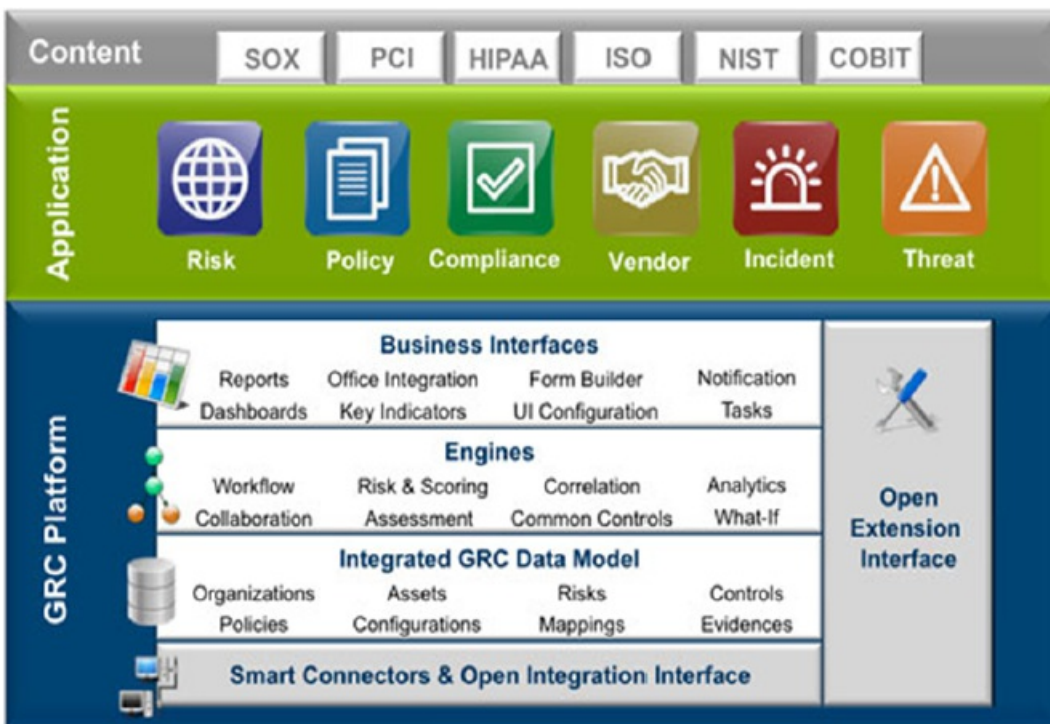 Content
SOX PCI HIPAA ISO NIST COBIT
Application
Risk Policy Compliance Vendor Incident Threat
GRC Platform
Business Interfaces
Reports Office Integration Form Builder Notification
Dashboards Key Indicators UI Configuration Tasks
Engines
Workflow Risk & Scoring Correlation Analytics
Collaboration Assessment Common Controls What-If
Integrated GRC Data Model
Organizations Assets Risks Controls
Policies Configurations Mappings Evidences
Smart Connectors & Open Integration Interface
Open
Extension
Interface